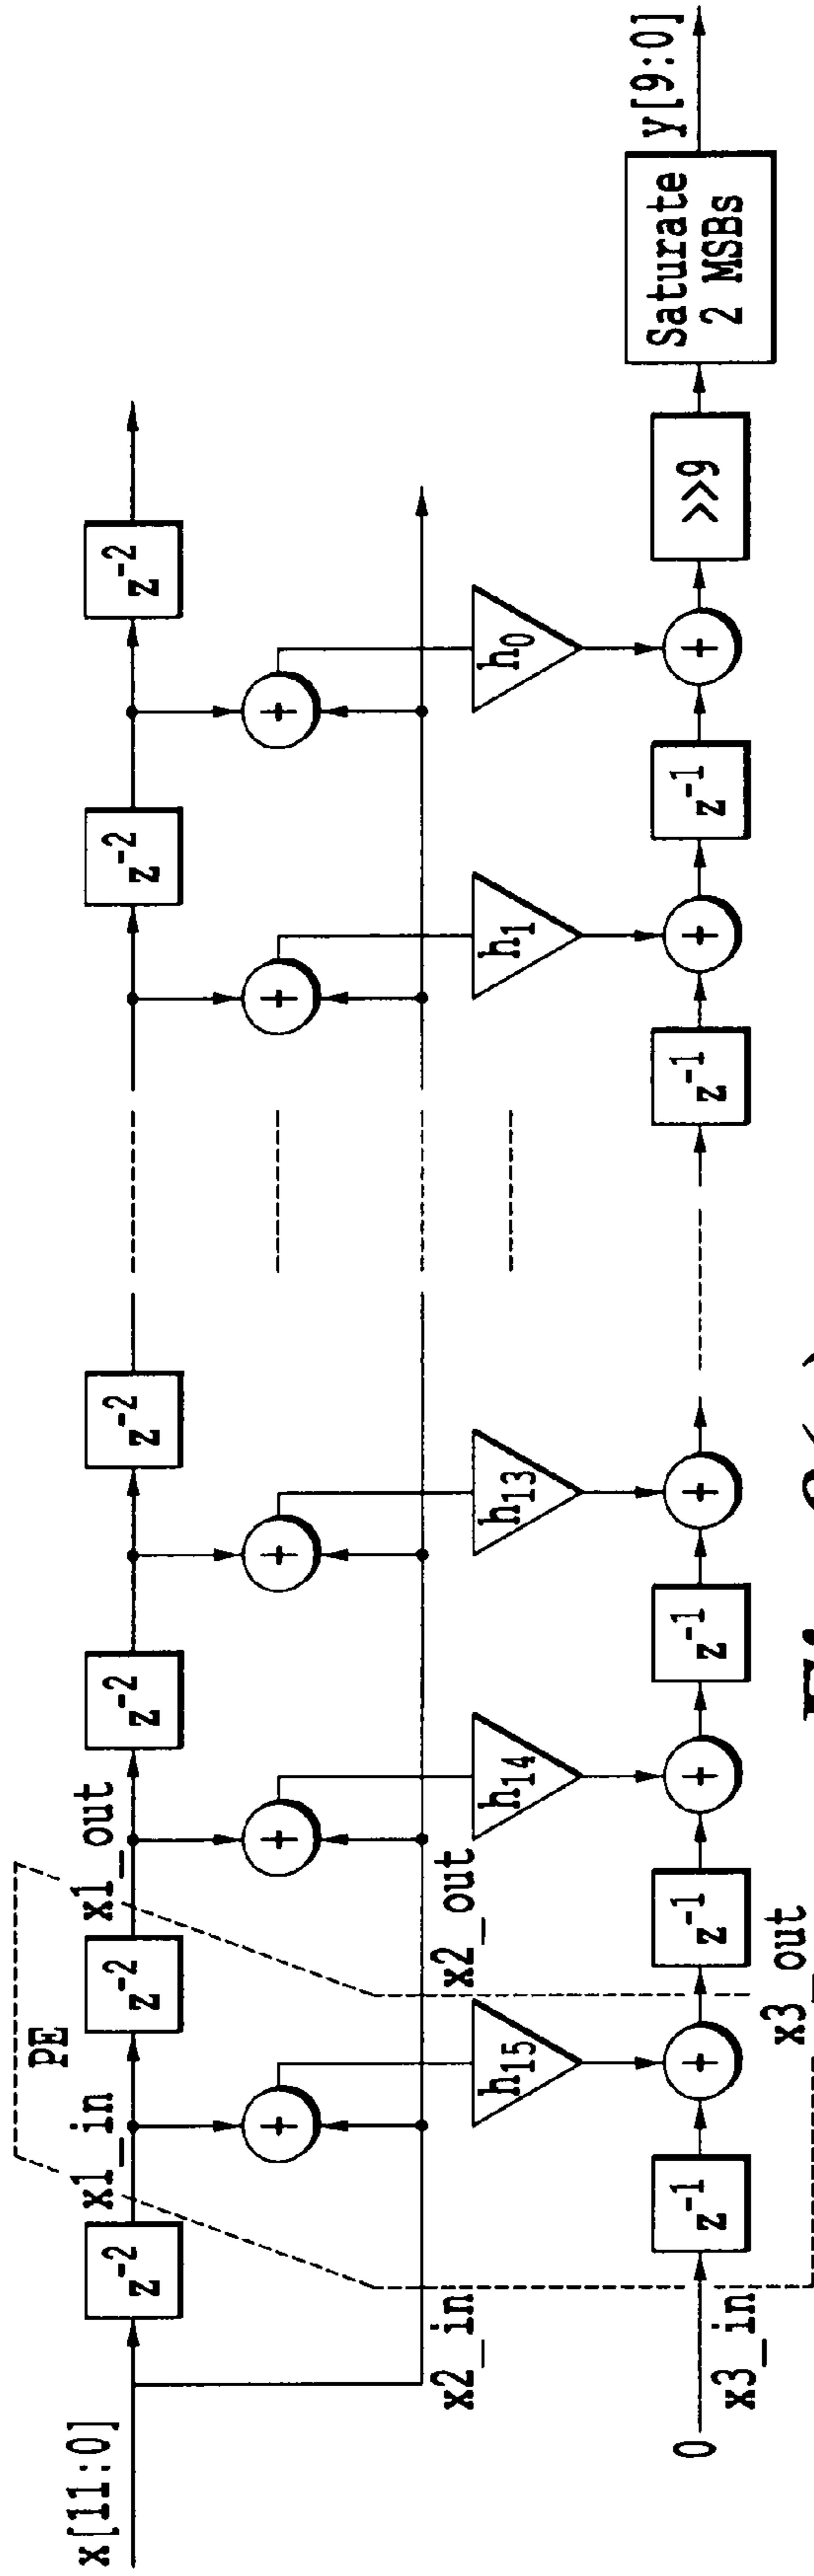 x[11:0]
z⁻²
x1_in
PE
z⁻²
x1_out
z⁻²
z⁻²
z⁻²
z⁻²
+
+
+
+
+
x2_in
x2_out
h₁₅
h₁₄
h₁₃
h₁
h₀
0
x3_in
z⁻¹
+
x3_out
z⁻¹
+
z⁻¹
+
z⁻¹
+
z⁻¹
+
>>9
Saturate
2 MSBs
y[9:0]